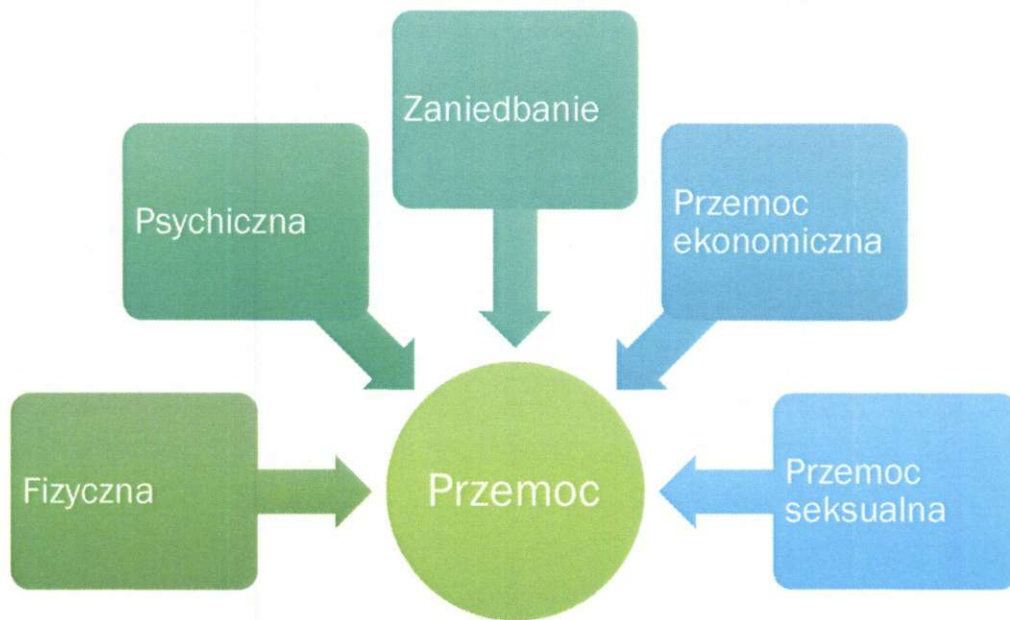 Zaniedbanie
Psychiczna
Przemoc
ekonomiczna
Fizyczna
Przemoc
Przemoc
seksualna